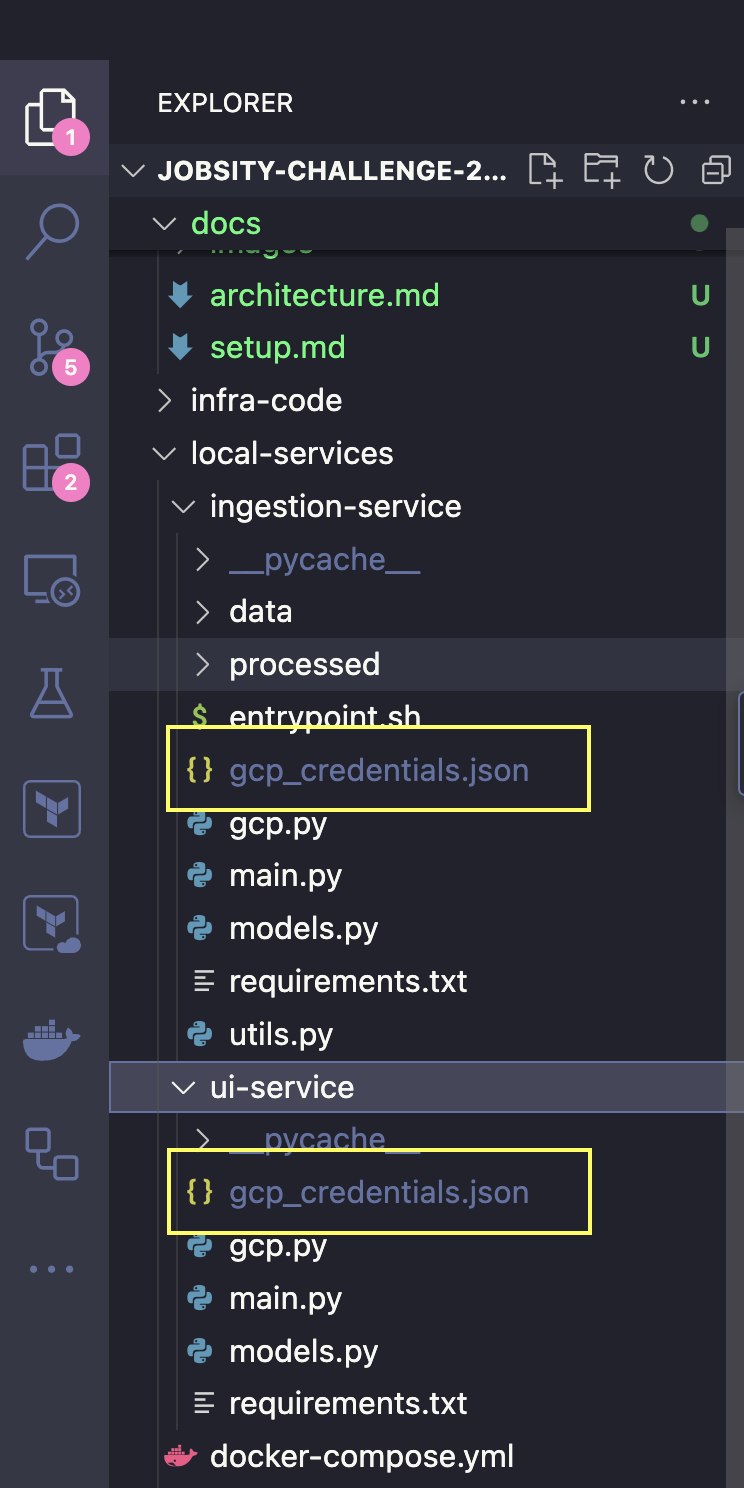 EXPLORER
1
JOBSITY-CHALLENGE-2...
docs
images
architecture.md U
setup.md U
5
infra-code
local-services
2
ingestion-service
__pycache__
data
processed
$ entrypoint.sh
{} gcp_credentials.json
gcp.py
main.py
models.py
requirements.txt
utils.py
ui-service
__pycache__
{} gcp_credentials.json
gcp.py
main.py
models.py
requirements.txt
docker-compose.yml